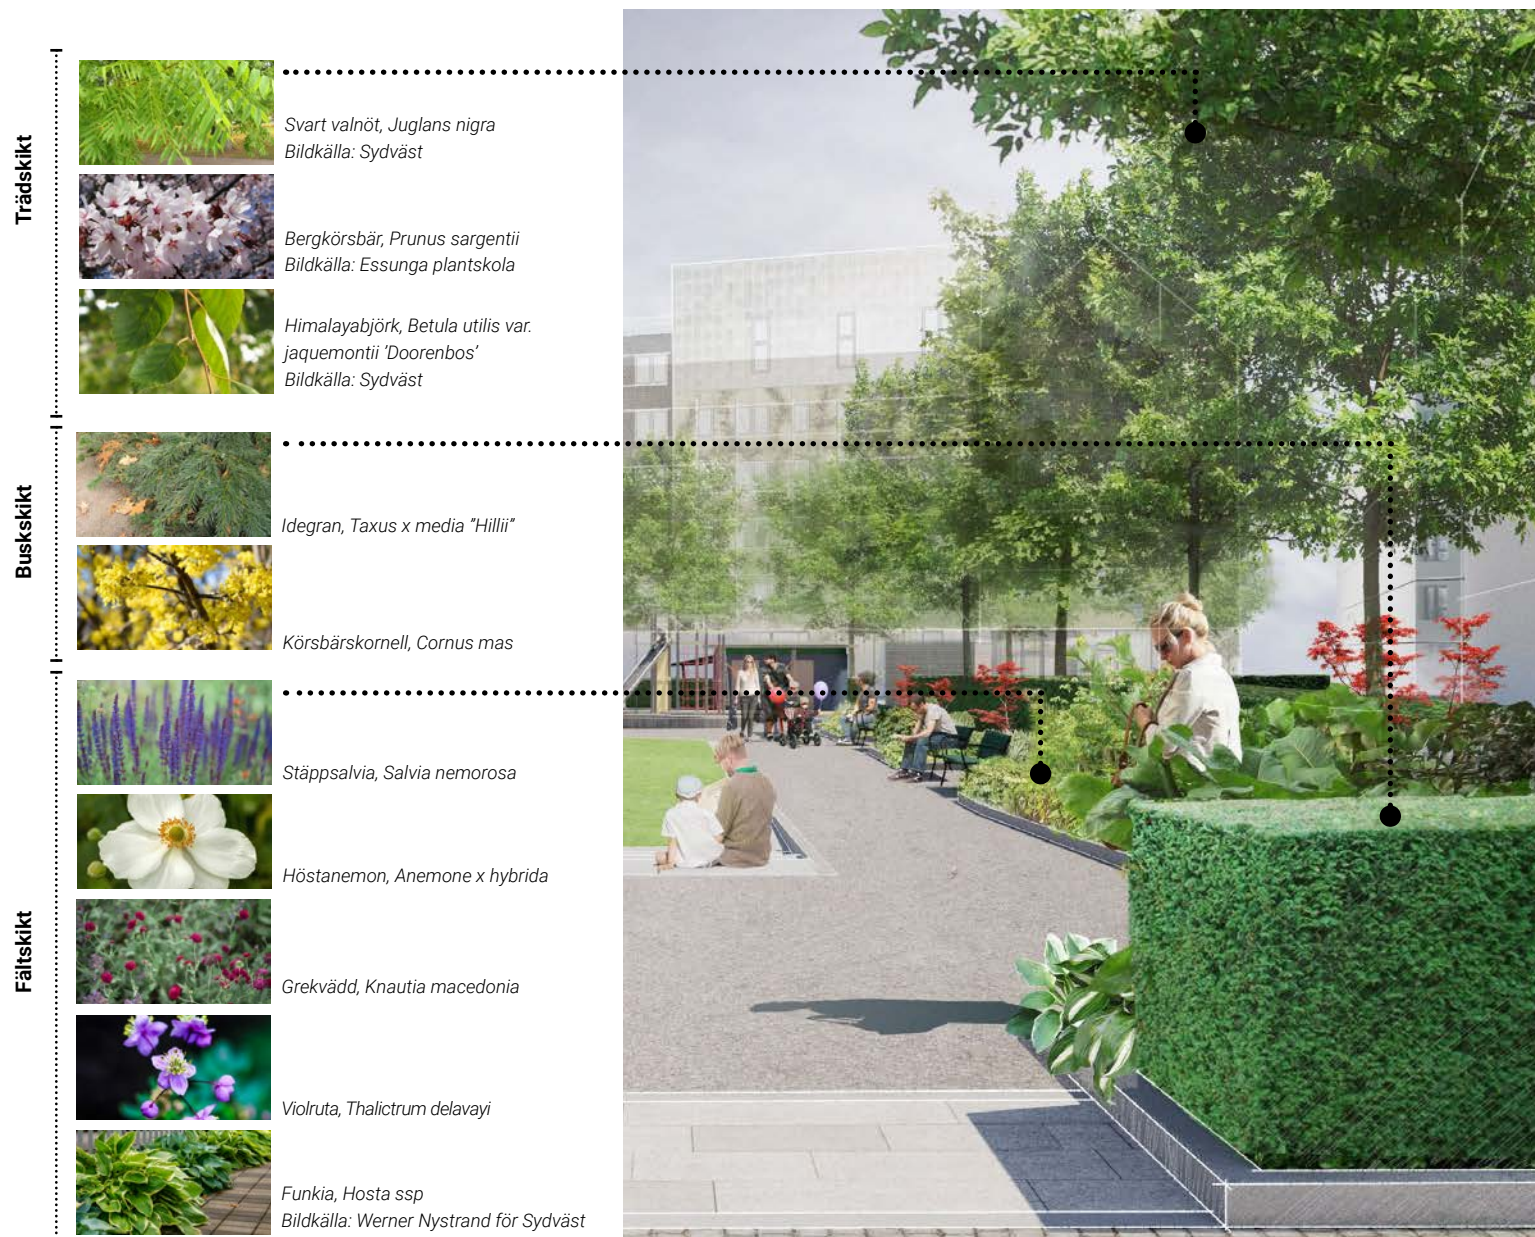 Trädskikt
Svart valnöt, Juglans nigra
Bildkälla: Sydväst
Bergkörsbär, Prunus sargentii
Bildkälla: Essunga plantskola
Himalayabjörk, Betula utilis var.
jaquemontii ’Doorenbos’
Bildkälla: Sydväst
Buskskikt
Idegran, Taxus x media ”Hillii”
Körsbärskornell, Cornus mas
Fältskikt
Stäppsalvia, Salvia nemorosa
Höstanemon, Anemone x hybrida
Grekvädd, Knautia macedonia
Violruta, Thalictrum delavayi
Funkia, Hosta ssp
Bildkälla: Werner Nystrand för Sydväst